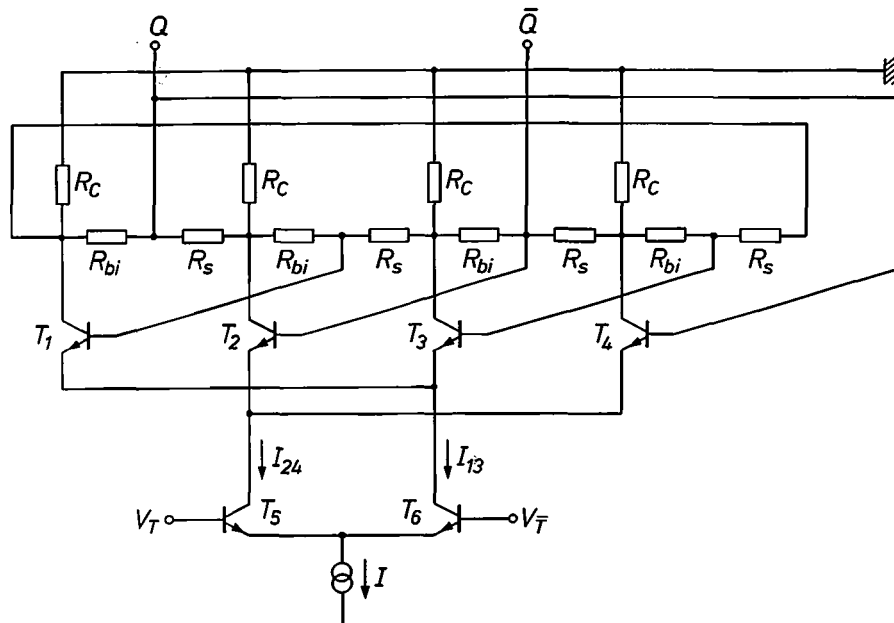 Q Q̄
R_C R_C R_C R_C
R_bi R_s R_bi R_s R_bi R_s R_bi R_s
T_1 T_2 T_3 T_4
I_24 I_13
V_T T_5 T_6 V_T̄
I